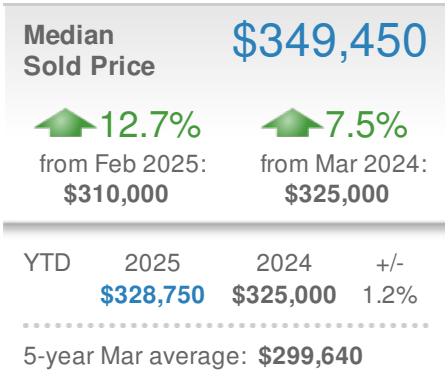 Median $349,450
Sold Price
12.7% 7.5%
from Feb 2025: from Mar 2024:
$310,000 $325,000
YTD 2025 2024 +/-
$328,750 $325,000 1.2%
5-year Mar average: $299,640